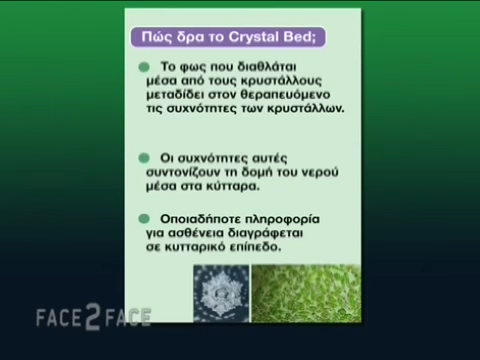 Πώς δρα το Crystal Bed;
Το φως που διαθλάται
μέσα από τους κρυστάλλους
μεταδίδει στον θεραπευόμενο
τις συχνότητες των κρυστάλλων.
Οι συχνότητες αυτές
συντονίζουν τη δομή του νερού
μέσα στα κύτταρα.
Οποιαδήποτε πληροφορία
για ασθένεια διαγράφεται
σε κυτταρικό επίπεδο.
FACE2FACE